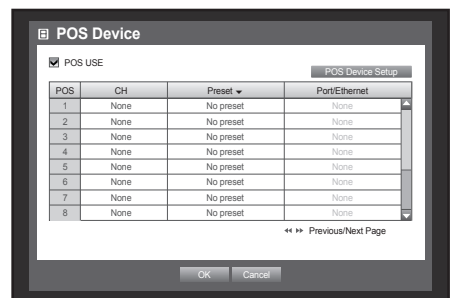 POS Device
POS USE
POS Device Setup
POS CH Preset Port/Ethernet
1 None No preset None
2 None No preset None
3 None No preset None
4 None No preset None
5 None No preset None
6 None No preset None
7 None No preset None
8 None No preset None
Previous/Next Page
OK Cancel